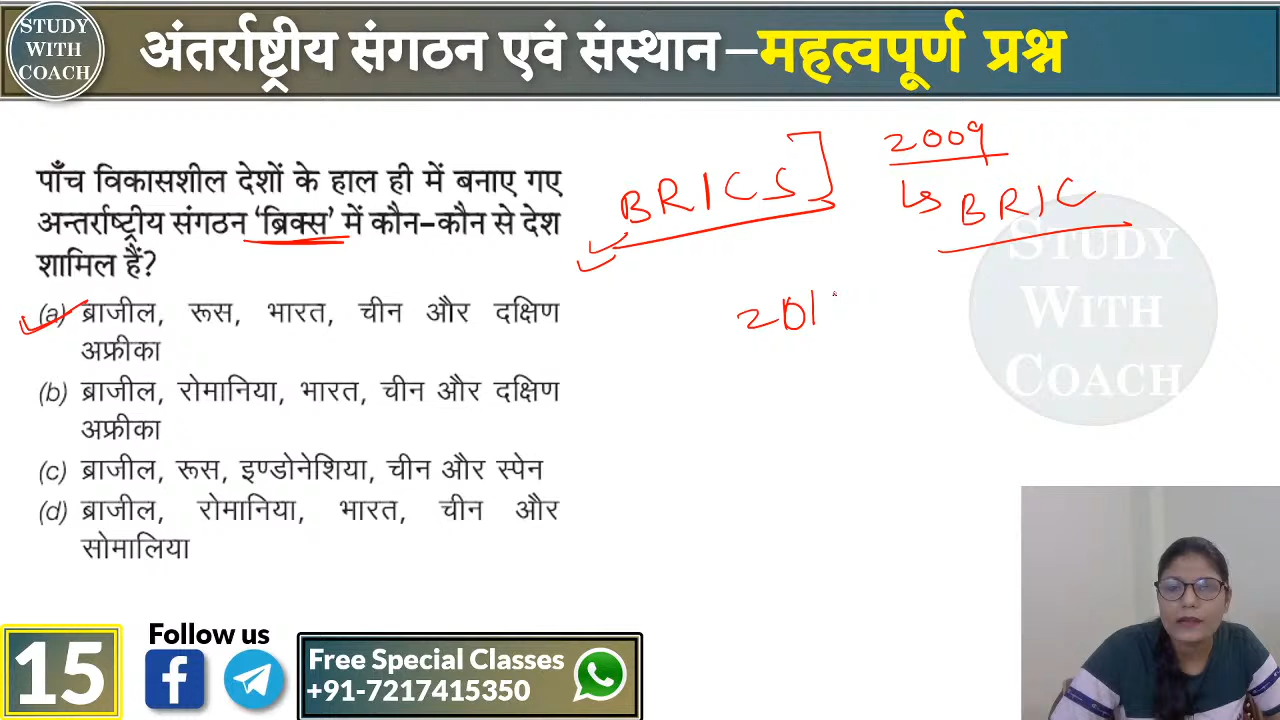 STUDY
WITH
COACH
अंतर्राष्ट्रीय संगठन एवं संस्थान – महत्वपूर्ण प्रश्न
पाँच विकासशील देशों के हाल ही में बनाए गए
अन्तर्राष्ट्रीय संगठन ‘ब्रिक्स’ में कौन-कौन से देश
शामिल हैं?
(a) ब्राजील, रूस, भारत, चीन और दक्षिण
अफ्रीका
(b) ब्राजील, रोमानिया, भारत, चीन और दक्षिण
अफ्रीका
(c) ब्राजील, रूस, इण्डोनेशिया, चीन और स्पेन
(d) ब्राजील, रोमानिया, भारत, चीन और
सोमालिया
BRICS
2009
BRIC
201
STUDY
WITH
COACH
15
Follow us
Free Special Classes
+91-7217415350